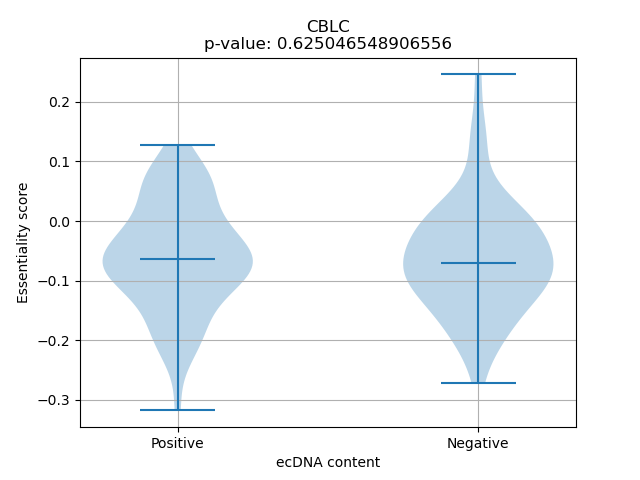 CBLC
p-value: 0.625046548906556
Essentiality score
0.2
0.1
0.0
−0.1
−0.2
−0.3
Positive
Negative
ecDNA content